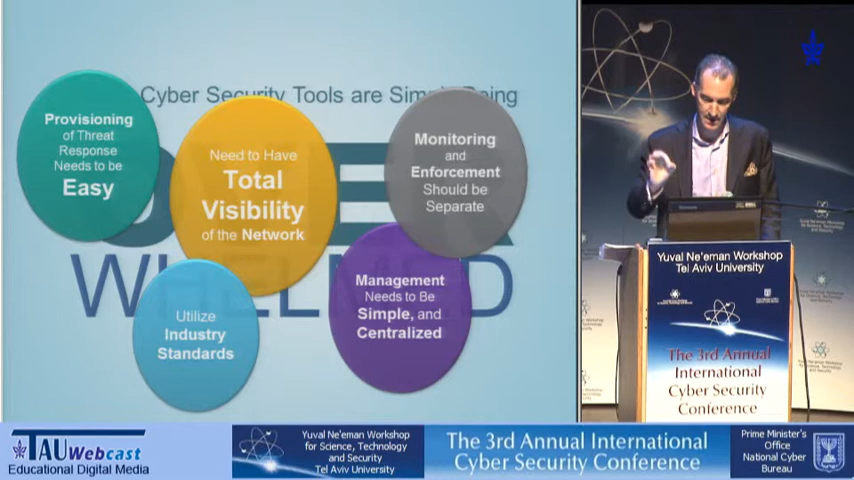 Cyber Security Tools are Simply Being
OVER
WHELMED
Provisioning
of Threat
Response
Needs to be
Easy
Need to Have
Total
Visibility
of the Network
Monitoring
and
Enforcement
Should be
Separate
Utilize
Industry
Standards
Management
Needs to Be
Simple, and
Centralized
DELL
Yuval Ne'eman Workshop
Tel Aviv University
The 3rd Annual
International
Cyber Security
Conference
TAU Webcast
Educational Digital Media
Yuval Ne'eman Workshop
for Science, Technology
and Security
Tel Aviv University
The 3rd Annual International
Cyber Security Conference
Prime Minister's
Office
National Cyber
Bureau